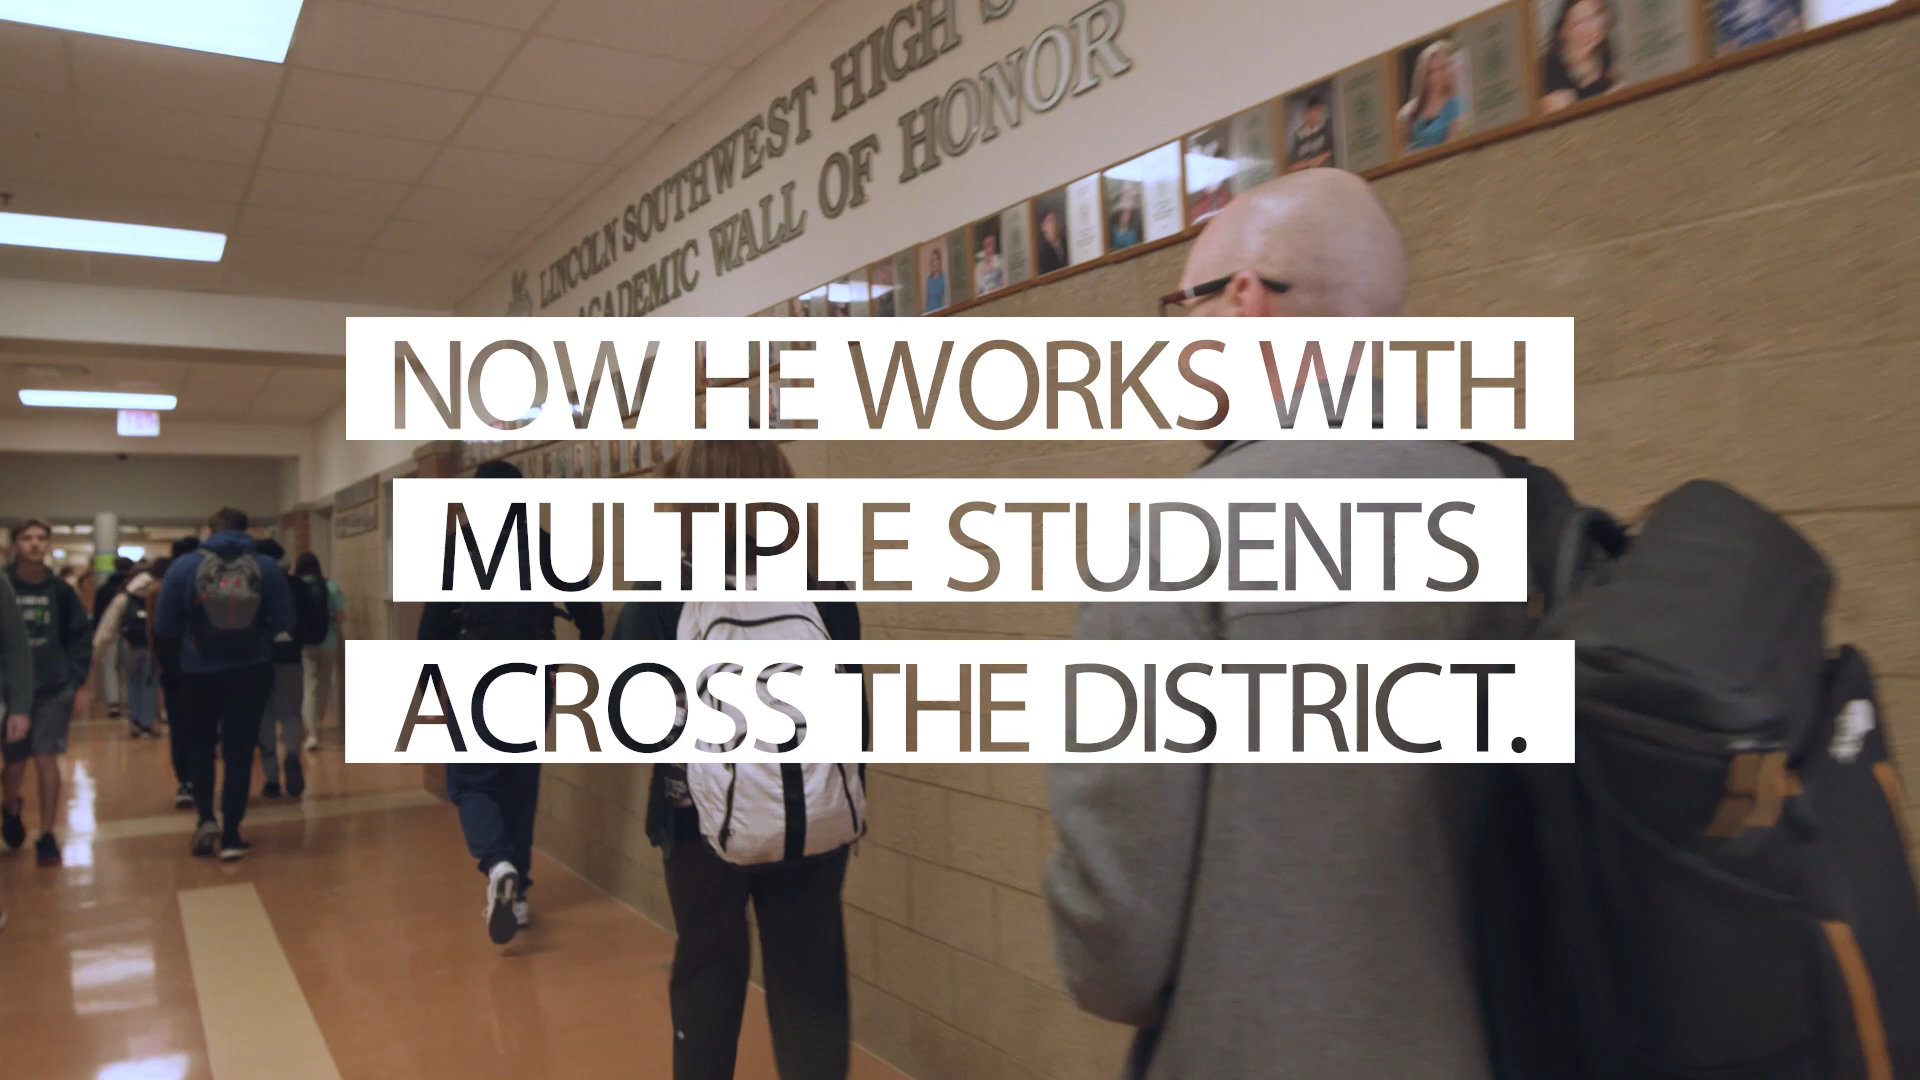 LINCOLN SOUTHWEST HIGH
ACADEMIC WALL OF HONOR
NOW HE WORKS WITH
MULTIPLE STUDENTS
ACROSS THE DISTRICT.